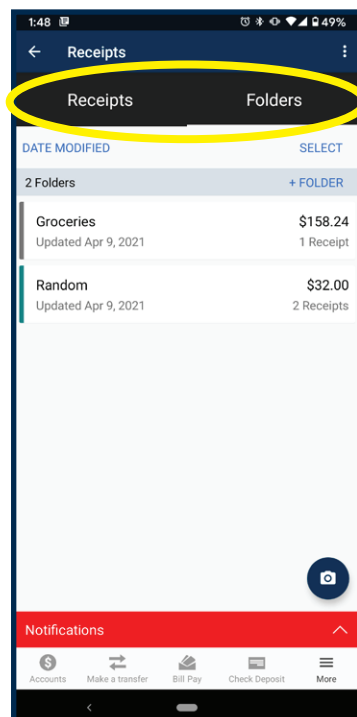 1:48 49%
Receipts
Receipts Folders
DATE MODIFIED SELECT
2 Folders + FOLDER
Groceries $158.24
Updated Apr 9, 2021 1 Receipt
Random $32.00
Updated Apr 9, 2021 2 Receipts
Notifications
Accounts Make a transfer Bill Pay Check Deposit More